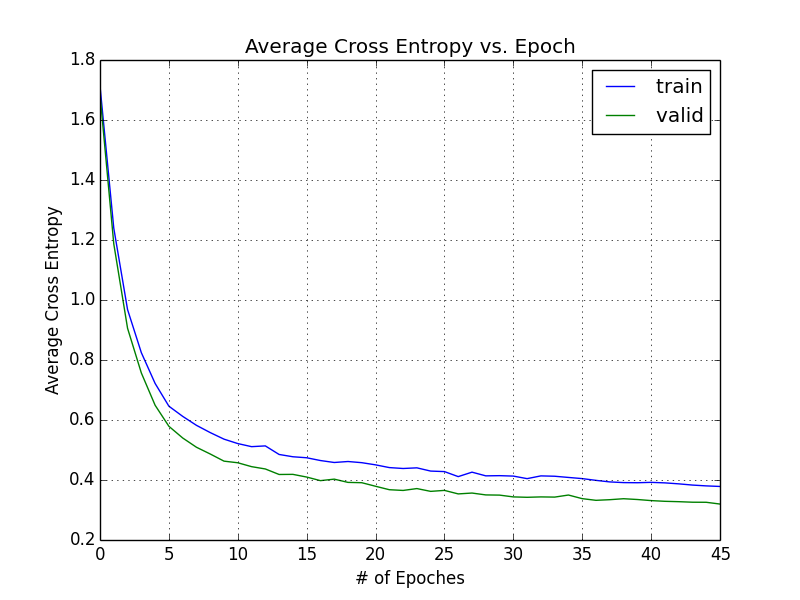 Average Cross Entropy vs. Epoch
train
valid
1.8
1.6
1.4
1.2
1.0
0.8
0.6
0.4
0.2
Average Cross Entropy
0 5 10 15 20 25 30 35 40 45
# of Epoches